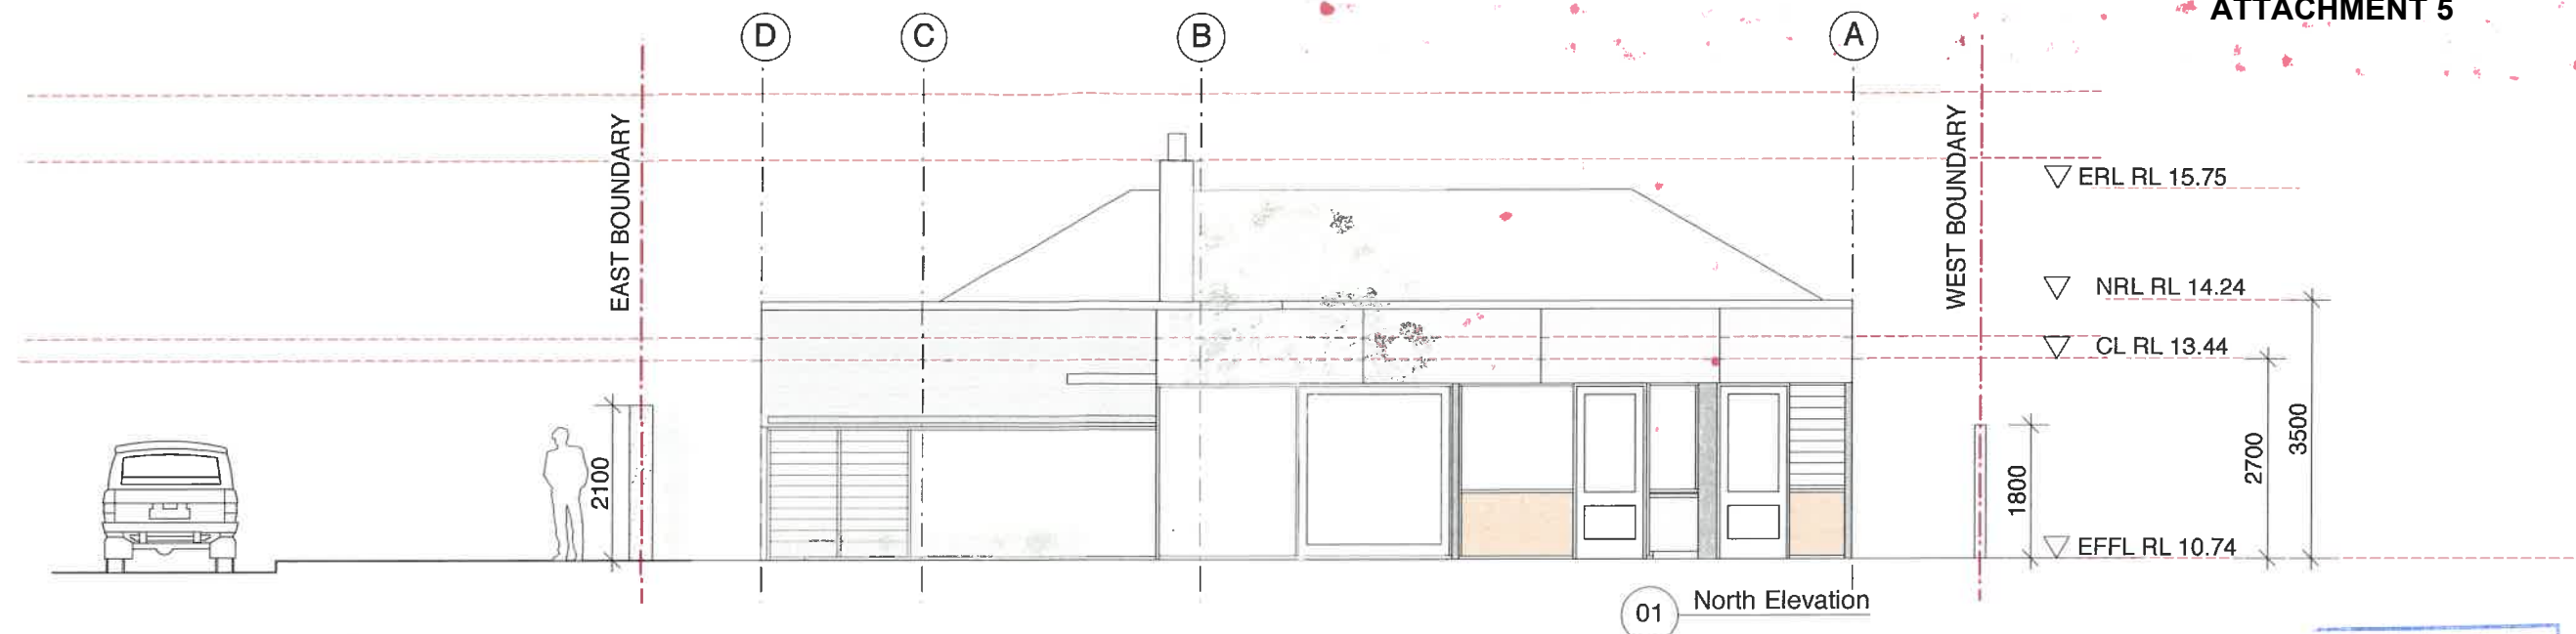 ATTACHMENT 5
D
C
B
A
EAST BOUNDARY
WEST BOUNDARY
ERL RL 15.75
NRL RL 14.24
CL RL 13.44
EFFL RL 10.74
2100
1800
2700
3500
01 North Elevation